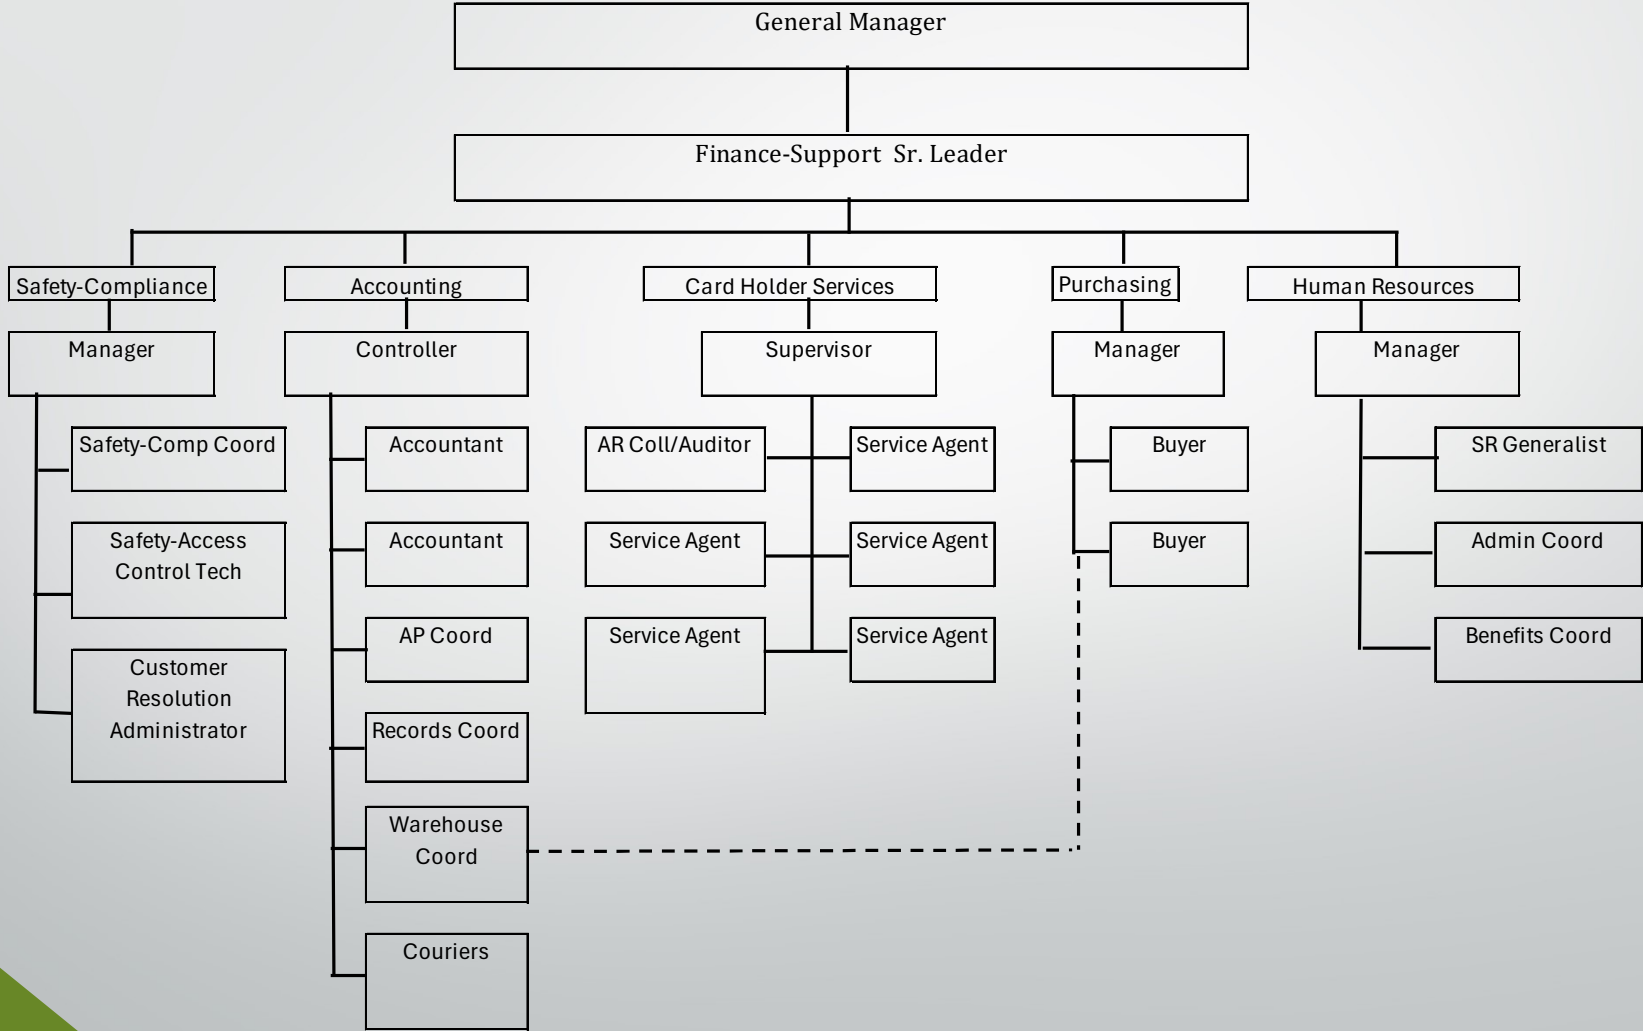 General Manager
Finance-Support Sr. Leader
Safety-Compliance
Accounting
Card Holder Services
Purchasing
Human Resources
Manager
Controller
Supervisor
Manager
Manager
Safety-Comp Coord
Accountant
AR Coll/Auditor
Service Agent
Buyer
SR Generalist
Safety-Access
Control Tech
Accountant
Service Agent
Service Agent
Buyer
Admin Coord
Customer
Resolution
Administrator
AP Coord
Service Agent
Service Agent
Benefits Coord
Records Coord
Warehouse
Coord
Couriers